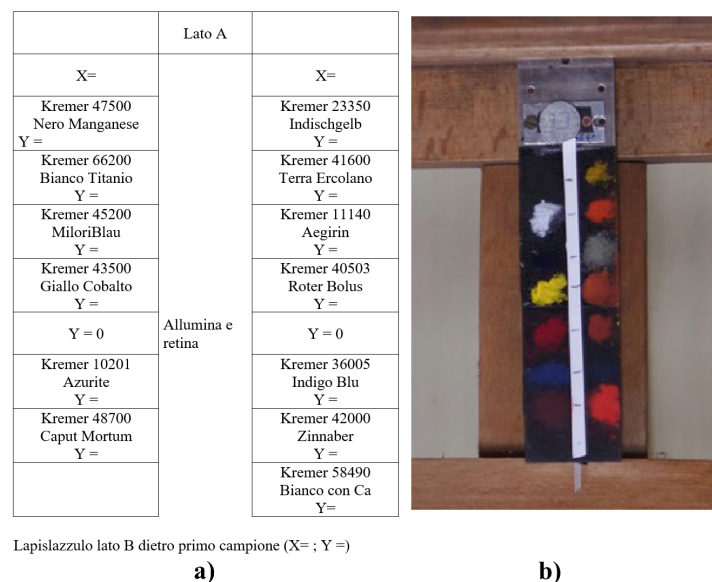 Lato A
X=
X=
Kremer 47500
Nero Manganese
Y =
Kremer 23350
Indischgelb
Y =
Kremer 66200
Bianco Titanio
Y =
Kremer 41600
Terra Ercolano
Y =
Kremer 45200
MiloriBlau
Y =
Kremer 11140
Aegirin
Y =
Kremer 43500
Giallo Cobalto
Y =
Kremer 40503
Roter Bolus
Y =
Y = 0
Allumina e
retina
Y = 0
Kremer 10201
Azurite
Y =
Kremer 36005
Indigo Blu
Y =
Kremer 48700
Caput Mortum
Y =
Kremer 42000
Zinnaber
Y =
Kremer 58490
Bianco con Ca
Y=
Lapislazzulo lato B dietro primo campione (X= ; Y =)
a)
b)